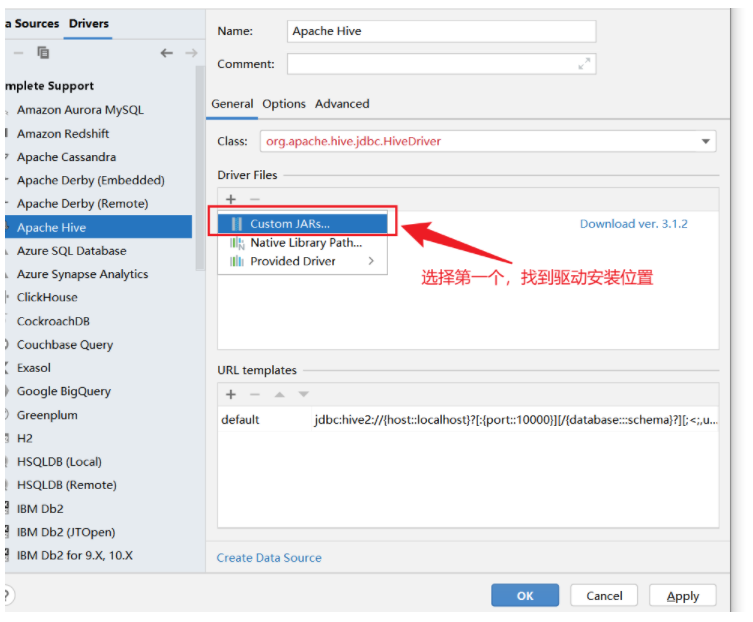 a Sources Drivers
Name: Apache Hive
Comment:
mplete Support
General Options Advanced
Amazon Aurora MySQL
Amazon Redshift
Class: org.apache.hive.jdbc.HiveDriver
Apache Cassandra
Driver Files
Apache Derby (Embedded)
Apache Derby (Remote)
Apache Hive
Custom JARs...
Download ver. 3.1.2
Native Library Path...
Azure SQL Database
Provided Driver
Azure Synapse Analytics
选择第一个，找到驱动安装位置
ClickHouse
CockroachDB
Couchbase Query
Exasol
URL templates
Google BigQuery
Greenplum
default jdbc:hive2://{host::localhost}?[:{port::10000}][/{database:::schema}?][;<;,u...
H2
HSQLDB (Local)
HSQLDB (Remote)
IBM Db2
IBM Db2 (JTOpen)
IBM Db2 for 9.X, 10.X
Create Data Source
?
OK Cancel Apply